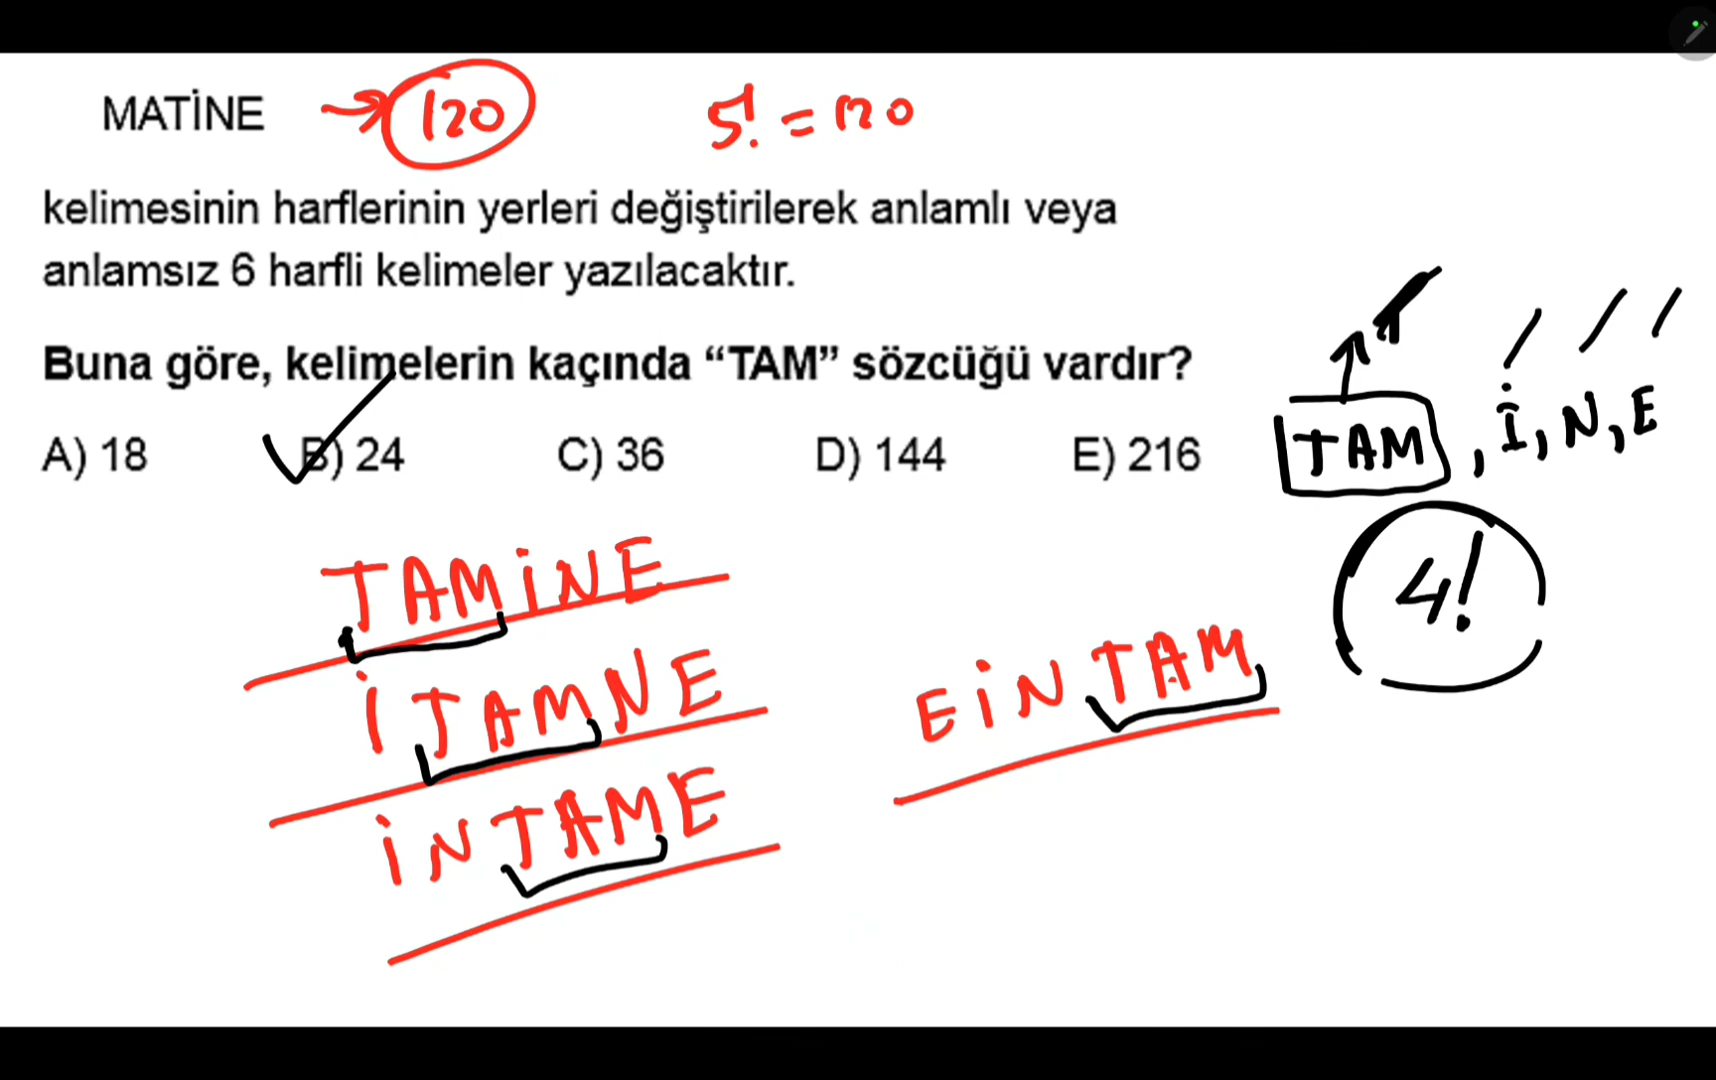 MATİNE → 120 5! = 120
kelimesinin harflerinin yerleri değiştirilerek anlamlı veya
anlamsız 6 harfli kelimeler yazılacaktır.
Buna göre, kelimelerin kaçında “TAM” sözcüğü vardır?
A) 18 B) 24 C) 36 D) 144 E) 216
TAM , İ, N, E
4!
TAMİNE
İTAMNE
İNTAME
EİNTAM